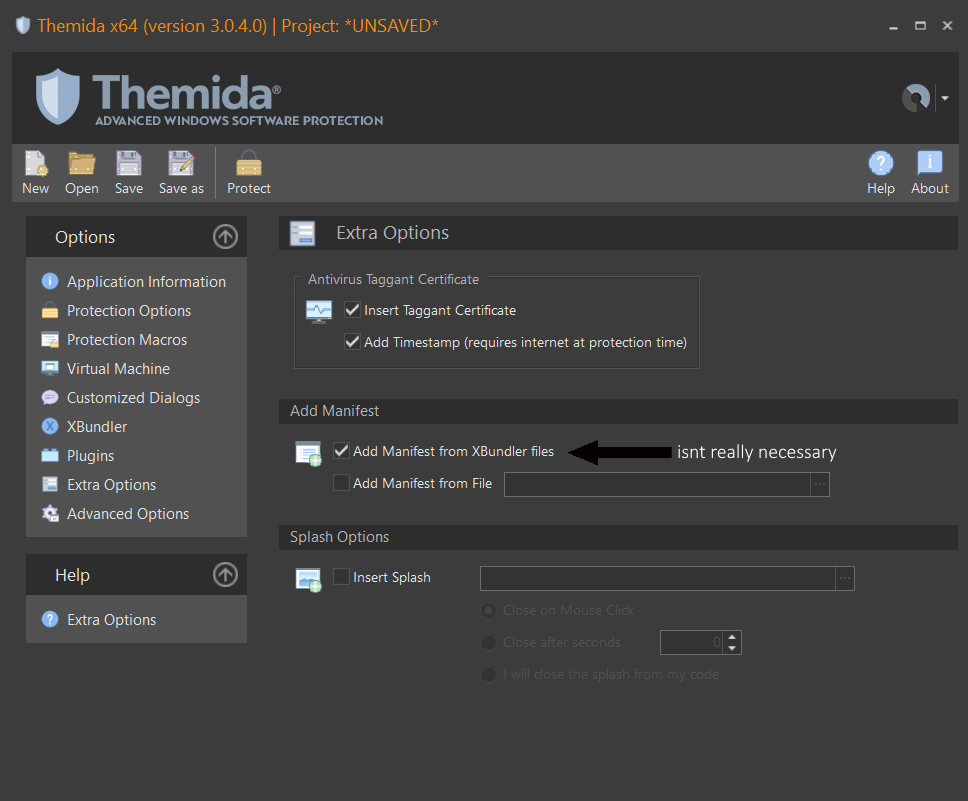 Themida x64 (version 3.0.4.0) | Project: *UNSAVED*
Themida®
ADVANCED WINDOWS SOFTWARE PROTECTION
New Open Save Save as Protect Help About
Options
Application Information
Protection Options
Protection Macros
Virtual Machine
Customized Dialogs
XBundler
Plugins
Extra Options
Advanced Options
Help
Extra Options
Extra Options
Antivirus Taggant Certificate
Insert Taggant Certificate
Add Timestamp (requires internet at protection time)
Add Manifest
Add Manifest from XBundler files isnt really necessary
Add Manifest from File ...
Splash Options
Insert Splash ...
Close on Mouse Click
Close after seconds 0
I will close the splash from my code